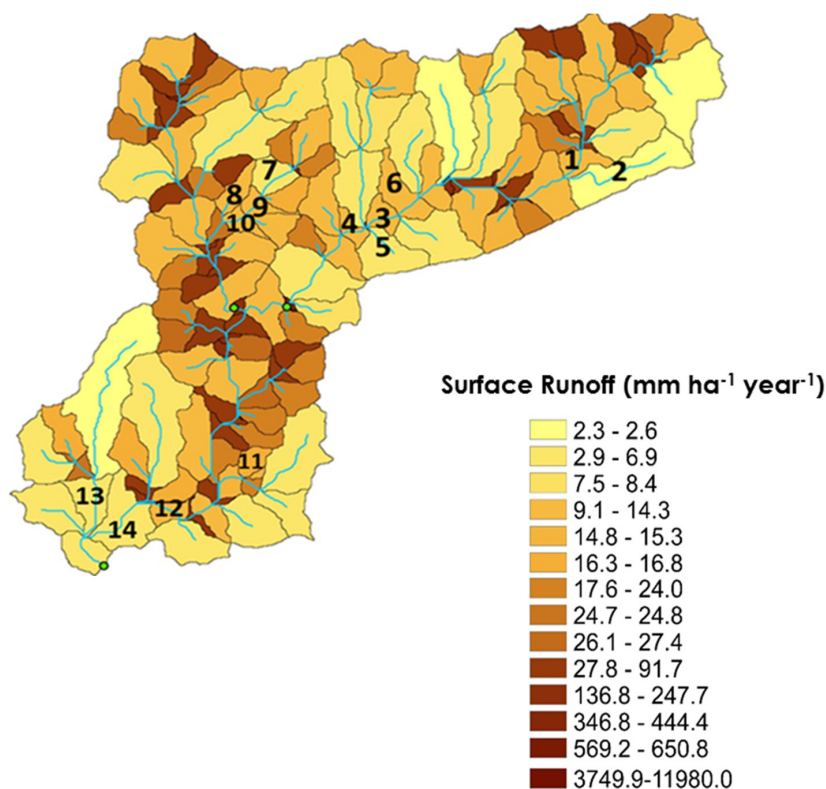 1
2
7
6
8
9
10
4
3
5
Surface Runoff (mm ha⁻¹ year⁻¹)
2.3 - 2.6
2.9 - 6.9
7.5 - 8.4
9.1 - 14.3
14.8 - 15.3
16.3 - 16.8
17.6 - 24.0
24.7 - 24.8
26.1 - 27.4
27.8 - 91.7
136.8 - 247.7
346.8 - 444.4
569.2 - 650.8
3749.9-11980.0
11
13
12
14